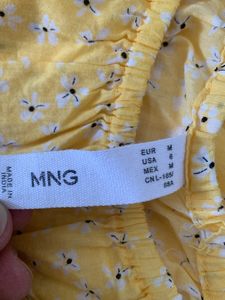 MADE IN
INDIA
MNG
EUR M
USA 6
MEX M
CN L-165/
88A